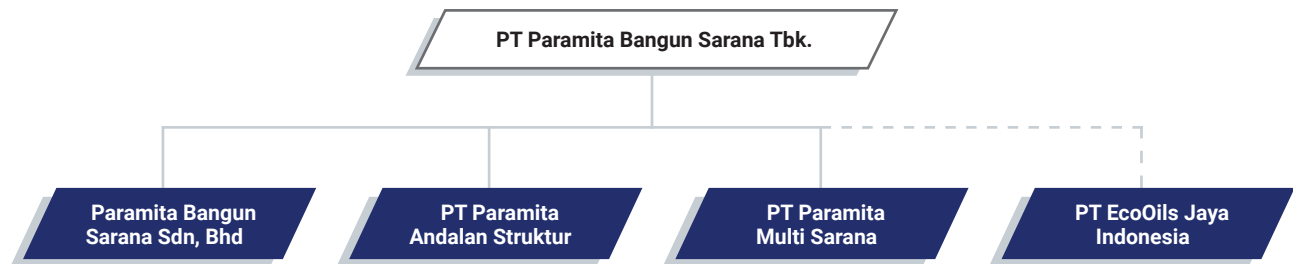 PT Paramita Bangun Sarana Tbk.
Paramita Bangun
Sarana Sdn, Bhd
PT Paramita
Andalan Struktur
PT Paramita
Multi Sarana
PT EcoOils Jaya
Indonesia